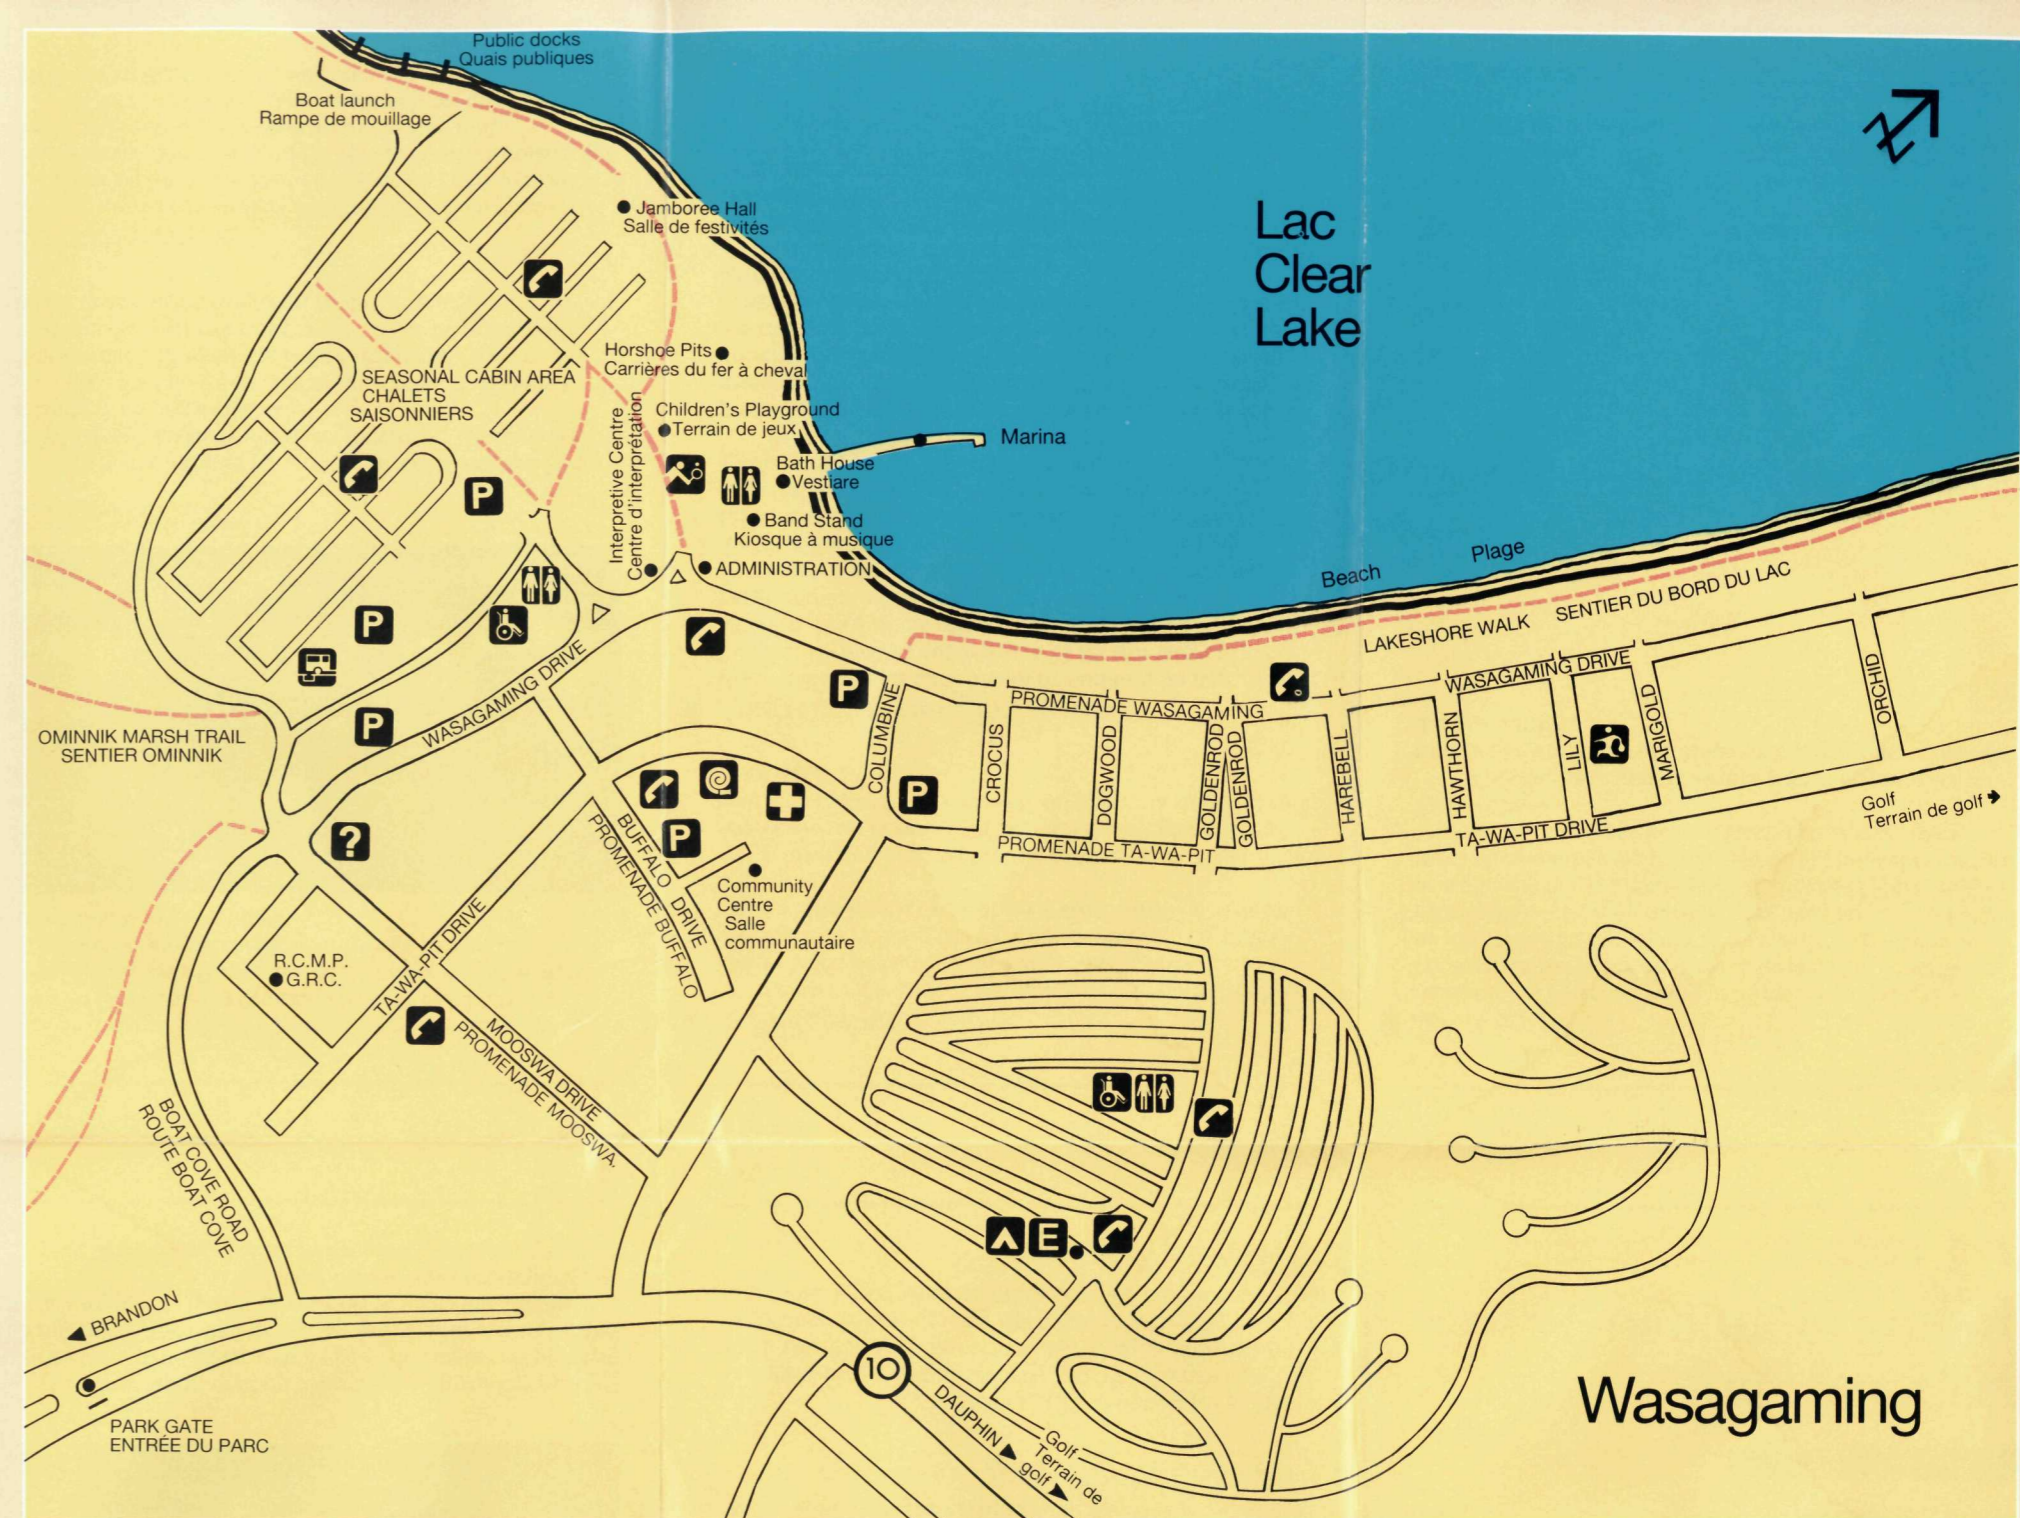 Public docks
Quais publiques
Boat launch
Rampe de mouillage
N
Lac
Clear
Lake
Jamboree Hall
Salle de festivités
Horshoe Pits
Carrières du fer à cheval
SEASONAL CABIN AREA
CHALETS
SAISONNIERS
Interpretive Centre
Centre d'interprétation
Children's Playground
Terrain de jeux
Marina
Bath House
Vestiare
P
Band Stand
Kiosque à musique
ADMINISTRATION
Beach
Plage
LAKESHORE WALK
SENTIER DU BORD DU LAC
P
P
P
OMINNIK MARSH TRAIL
SENTIER OMINNIK
WASAGAMING DRIVE
PROMENADE WASAGAMING
WASAGAMING DRIVE
COLUMBINE
CROCUS
DOGWOOD
GOLDENROD
GOLDENROD
HAREBELL
HAWTHORN
LILY
MARIGOLD
ORCHID
P
P
?
BUFFALO DRIVE
PROMENADE BUFFALO
PROMENADE TA-WA-PIT
TA-WA-PIT DRIVE
Golf
Terrain de golf
Community
Centre
Salle
communautaire
R.C.M.P.
G.R.C.
TA-WA-PIT DRIVE
MOOSWA DRIVE
PROMENADE MOOSWA.
BOAT COVE ROAD
ROUTE BOAT COVE
E
BRANDON
PARK GATE
ENTRÉE DU PARC
10
DAUPHIN
Golf
Terrain de
golf
Wasagaming